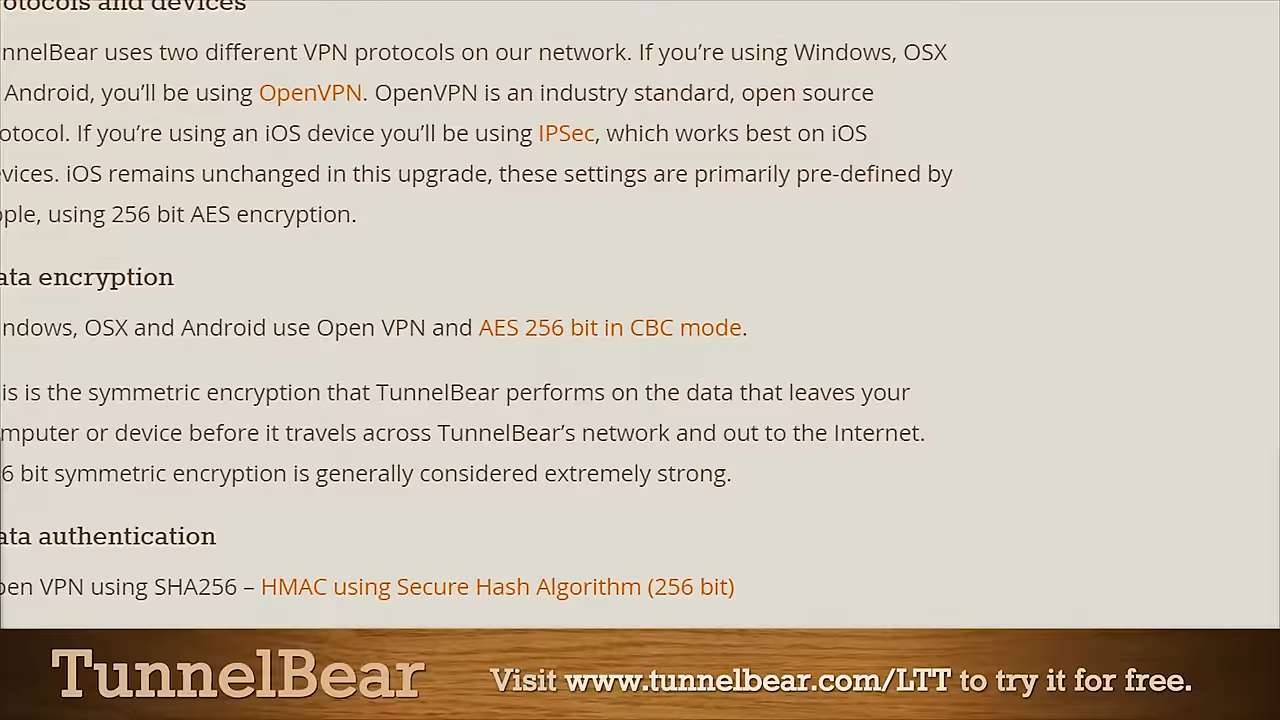 otocols and devices
nnelBear uses two different VPN protocols on our network. If you’re using Windows, OSX
Android, you’ll be using OpenVPN. OpenVPN is an industry standard, open source
otocol. If you’re using an iOS device you’ll be using IPSec, which works best on iOS
vices. iOS remains unchanged in this upgrade, these settings are primarily pre-defined by
ple, using 256 bit AES encryption.
ata encryption
ndows, OSX and Android use Open VPN and AES 256 bit in CBC mode.
is is the symmetric encryption that TunnelBear performs on the data that leaves your
mputer or device before it travels across TunnelBear’s network and out to the Internet.
6 bit symmetric encryption is generally considered extremely strong.
ata authentication
pen VPN using SHA256 – HMAC using Secure Hash Algorithm (256 bit)
TunnelBear Visit www.tunnelbear.com/LTT to try it for free.